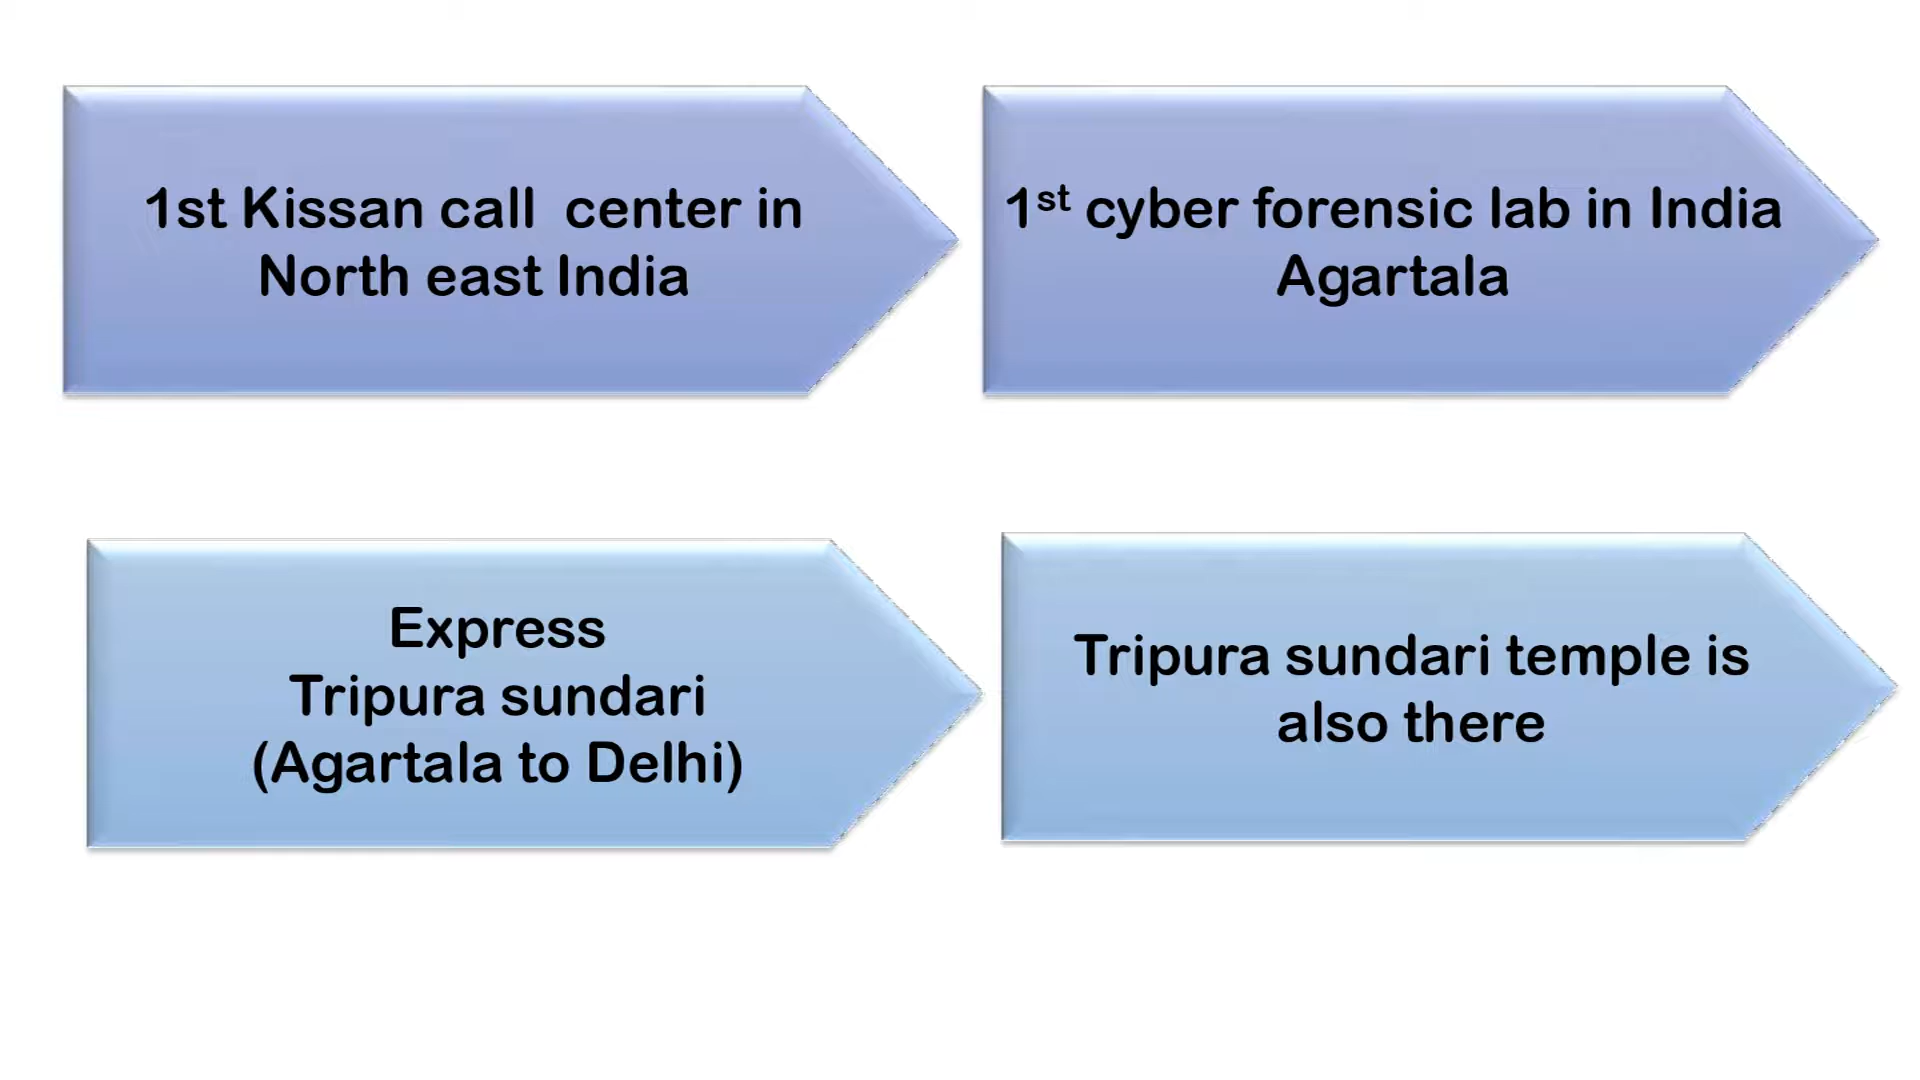 1st Kissan call  center in
North east India
1st cyber forensic lab in India
Agartala
Express
Tripura sundari
(Agartala to Delhi)
Tripura sundari temple is
also there